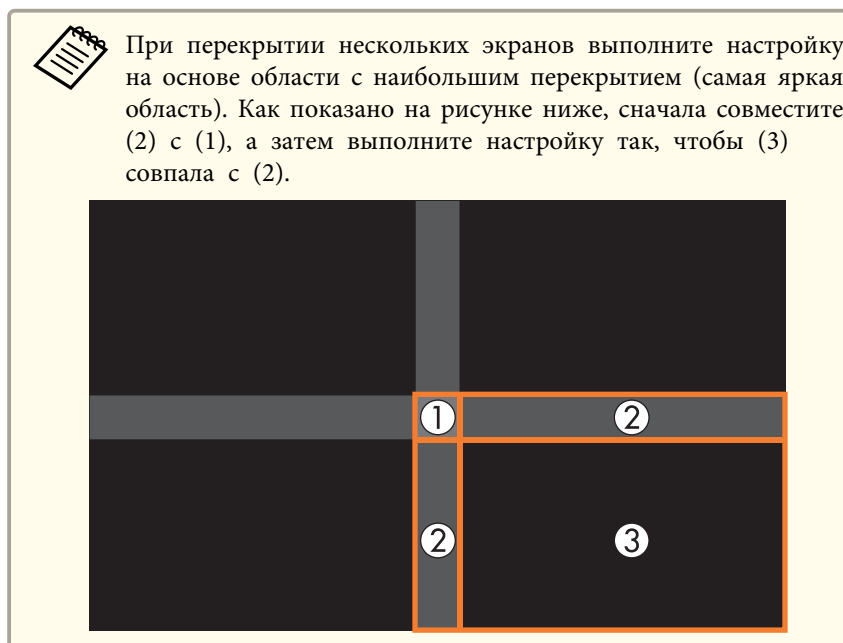 При перекрытии нескольких экранов выполните настройку
на основе области с наибольшим перекрытием (самая яркая
область). Как показано на рисунке ниже, сначала совместите
(2) с (1), а затем выполните настройку так, чтобы (3)
совпала с (2).
1 2
2 3